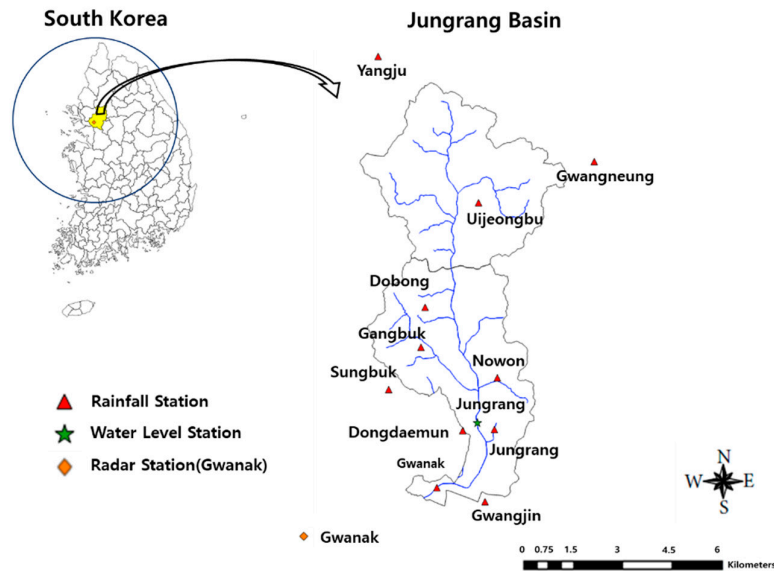 South Korea
Jungrang Basin
Yangju
Gwangneung
Uijeongbu
Dobong
Gangbuk
Nowon
Sungbuk
Jungrang
Rainfall Station
Water Level Station
Dongdaemun
Jungrang
Radar Station(Gwanak)
Gwanak
Gwangjin
Gwanak
N
W
E
S
0 0.75 1.5 3 4.5 6
Kilometers